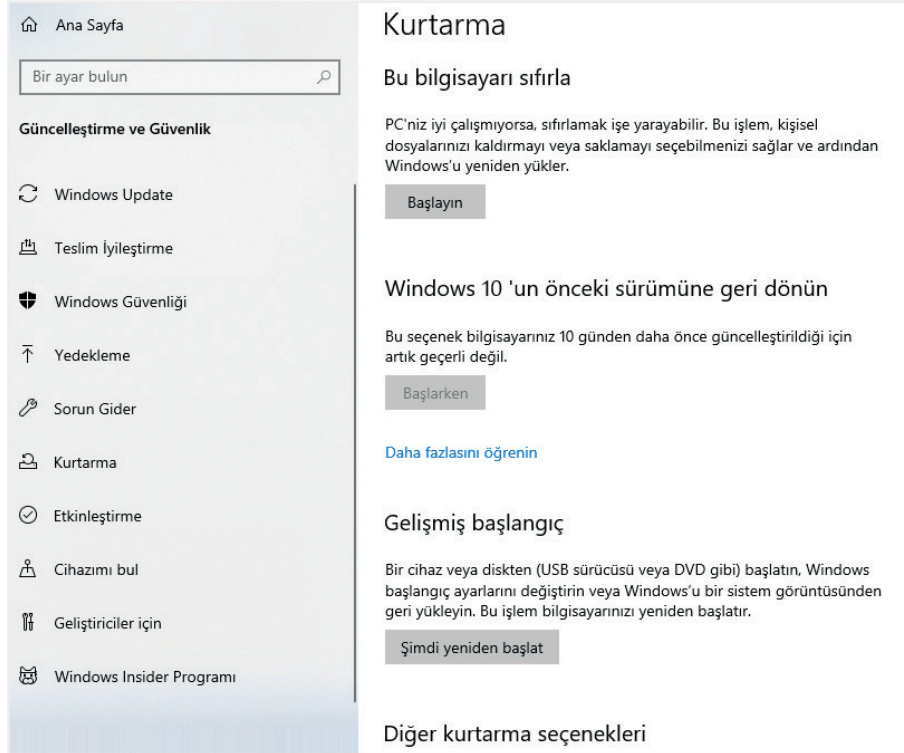 Ana Sayfa
Bir ayar bulun
Güncelleştirme ve Güvenlik
Windows Update
Teslim İyileştirme
Windows Güvenliği
Yedekleme
Sorun Gider
Kurtarma
Etkinleştirme
Cihazımı bul
Geliştiriciler için
Windows Insider Programı
Kurtarma
Bu bilgisayarı sıfırla
PC'niz iyi çalışmıyorsa, sıfırlamak işe yarayabilir. Bu işlem, kişisel
dosyalarınızı kaldırmayı veya saklamayı seçebilmenizi sağlar ve ardından
Windows'u yeniden yükler.
Başlayın
Windows 10 'un önceki sürümüne geri dönün
Bu seçenek bilgisayarınız 10 günden daha önce güncelleştirildiği için
artık geçerli değil.
Başlarken
Daha fazlasını öğrenin
Gelişmiş başlangıç
Bir cihaz veya diskten (USB sürücüsü veya DVD gibi) başlatın, Windows
başlangıç ayarlarını değiştirin veya Windows'u bir sistem görüntüsünden
geri yükleyin. Bu işlem bilgisayarınızı yeniden başlatır.
Şimdi yeniden başlat
Diğer kurtarma seçenekleri